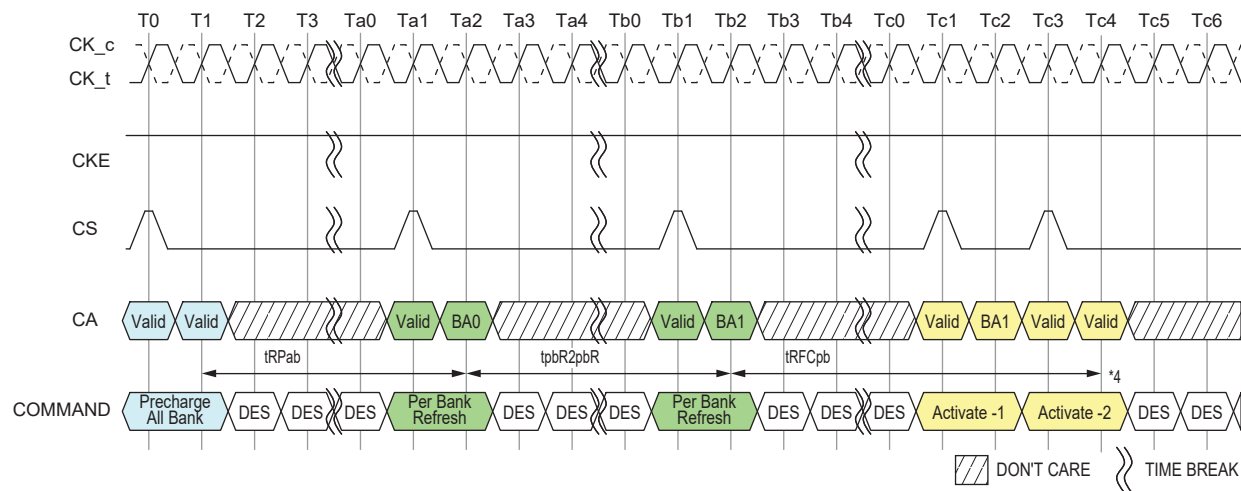 T0 T1 T2 T3 Ta0 Ta1 Ta2 Ta3 Ta4 Tb0 Tb1 Tb2 Tb3 Tb4 Tc0 Tc1 Tc2 Tc3 Tc4 Tc5 Tc6
CK_c
CK_t
CKE
CS
CA Valid Valid Valid BA0 Valid BA1 Valid BA1 Valid Valid
tRPab tpbR2pbR tRFCpb *4
COMMAND Precharge All Bank DES DES DES Per Bank Refresh DES DES DES Per Bank Refresh DES DES DES Activate -1 Activate -2 DES DES
DON'T CARE TIME BREAK